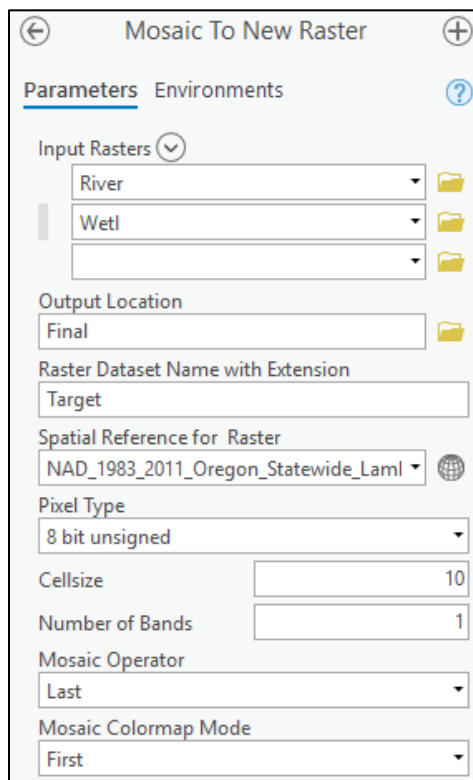 Mosaic To New Raster
Parameters Environments
Input Rasters
River
Wetl
Output Location
Final
Raster Dataset Name with Extension
Target
Spatial Reference for Raster
NAD_1983_2011_Oregon_Statewide_Laml
Pixel Type
8 bit unsigned
Cellsize 10
Number of Bands 1
Mosaic Operator
Last
Mosaic Colormap Mode
First